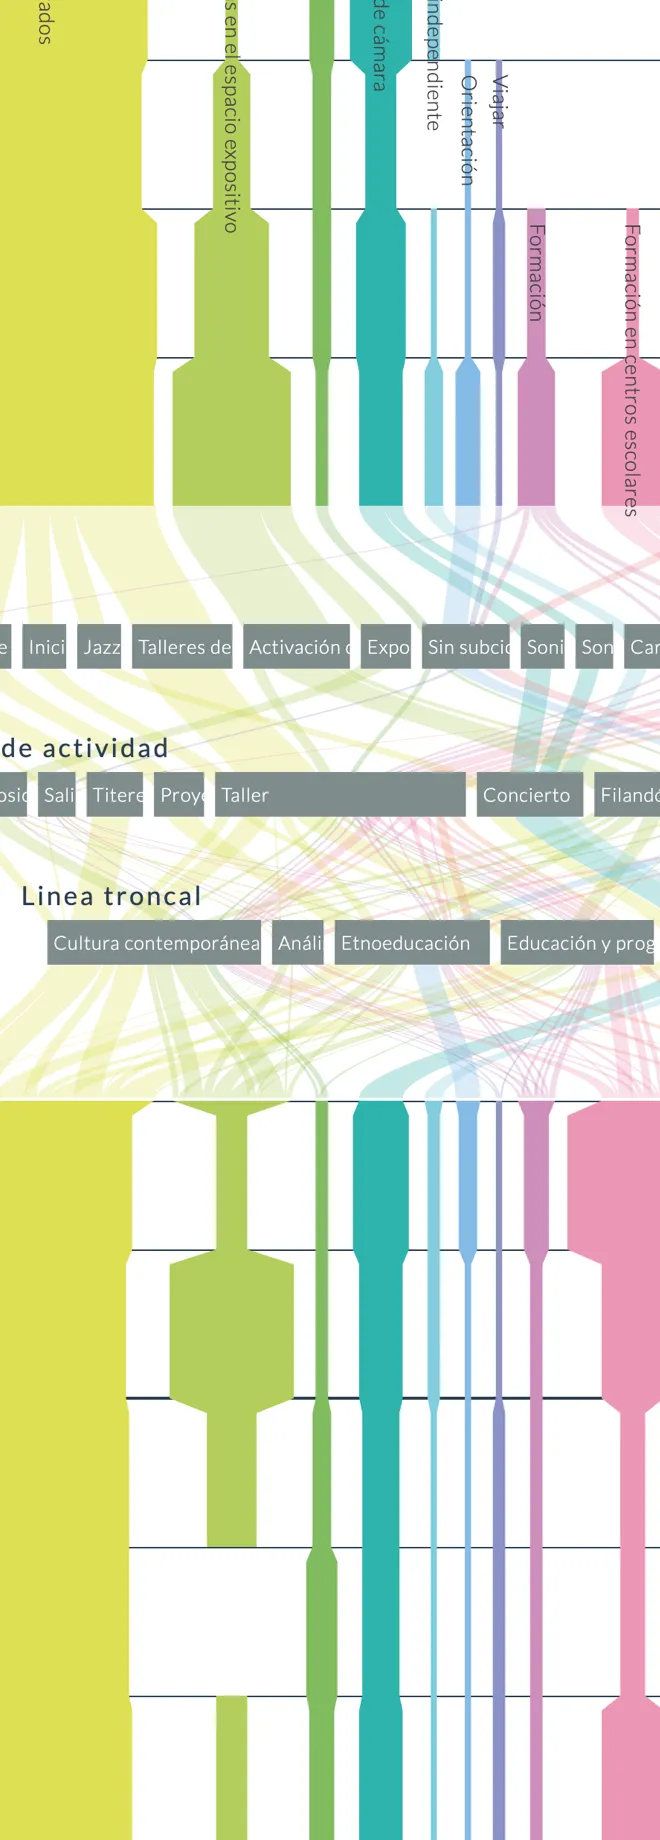 ados
s en el espacio expositivo
de cámara
independiente
Orientación
Viajar
Formación
Formación en centros escolares
e
Inici
Jazz
Talleres de
Activación
Expo
Sin subcic
Soni
Son
Car
de actividad
osic
Sali
Titere
Proye
Taller
Concierto
Filandó
Linea troncal
Cultura contemporánea
Análi
Etnoeducación
Educación y prog